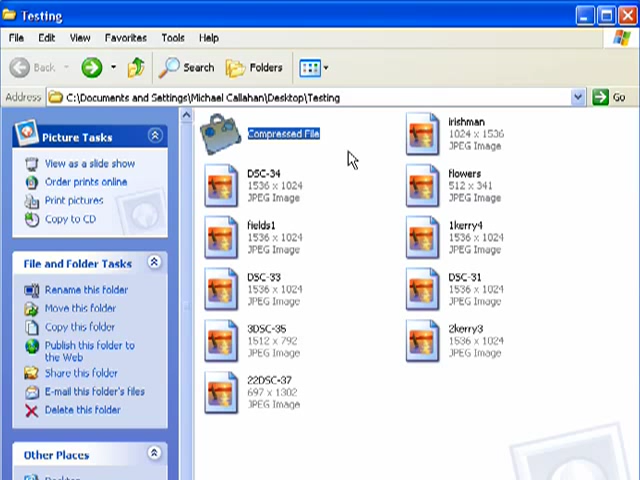 Testing
File Edit View Favorites Tools Help
Back Search Folders
Address C:\Documents and Settings\Michael Callahan\Desktop\Testing Go
Picture Tasks
View as a slide show
Order prints online
Print pictures
Copy to CD
File and Folder Tasks
Rename this folder
Move this folder
Copy this folder
Publish this folder to
the Web
Share this folder
E-mail this folder's files
Delete this folder
Other Places
Desktop
Compressed File
irishman
1024 x 1536
JPEG Image
DSC-34
1536 x 1024
JPEG Image
flowers
512 x 341
JPEG Image
fields1
1536 x 1024
JPEG Image
1kerry4
1536 x 1024
JPEG Image
DSC-33
1536 x 1024
JPEG Image
DSC-31
1536 x 1024
JPEG Image
3DSC-35
1512 x 792
JPEG Image
2kerry3
1536 x 1024
JPEG Image
22DSC-37
697 x 1302
JPEG Image